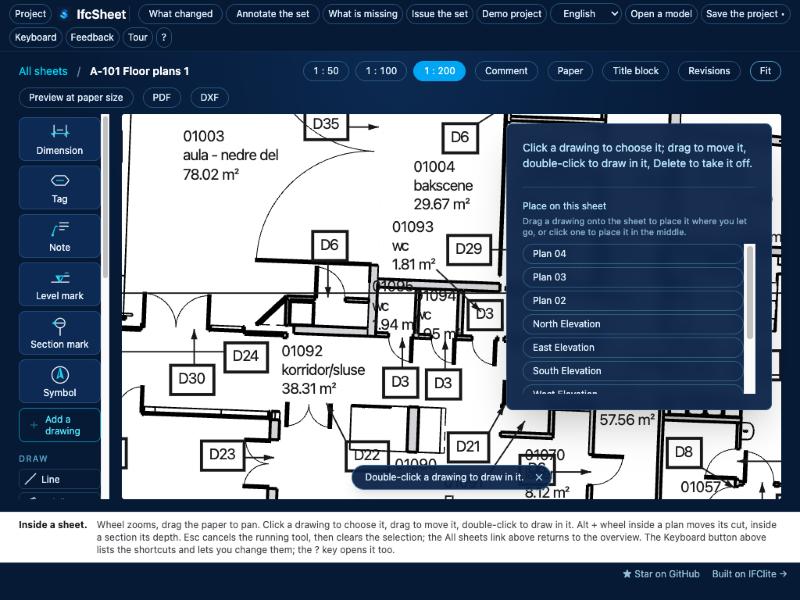 Project
IfcSheet
What changed
Annotate the set
What is missing
Issue the set
Demo project
English
Open a model
Save the project
Keyboard
Feedback
Tour
?
All sheets / A-101 Floor plans 1
1 : 50
1 : 100
1 : 200
Comment
Paper
Title block
Revisions
Fit
Preview at paper size
PDF
DXF
Dimension
Tag
Note
Level mark
Section mark
Symbol
+ Add a
drawing
DRAW
Line
D35
01003
aula - nedre del
78.02 m²
D6
01004
bakscene
29.67 m²
01093
wc
1.81 m²
D6
D29
01094
wc
D3
01092
korridor/sluse
38.31 m²
D24
D30
D3
D3
D23
D22
D21
01090
01070
8.12 m²
57.56 m²
D8
01057
Click a drawing to choose it; drag to move it,
double-click to draw in it, Delete to take it off.
Place on this sheet
Drag a drawing onto the sheet to place it where you let
go, or click one to place it in the middle.
Plan 04
Plan 03
Plan 02
North Elevation
East Elevation
South Elevation
West Elevation
Double-click a drawing to draw in it. ×
Inside a sheet. Wheel zooms, drag the paper to pan. Click a drawing to choose it, drag to move it, double-click to draw in it. Alt + wheel inside a plan moves its cut, inside
a section its depth. Esc cancels the running tool, then clears the selection; the All sheets link above returns to the overview. The Keyboard button above
lists the shortcuts and lets you change them; the ? key opens it too.
★ Star on GitHub
Built on IFClite →